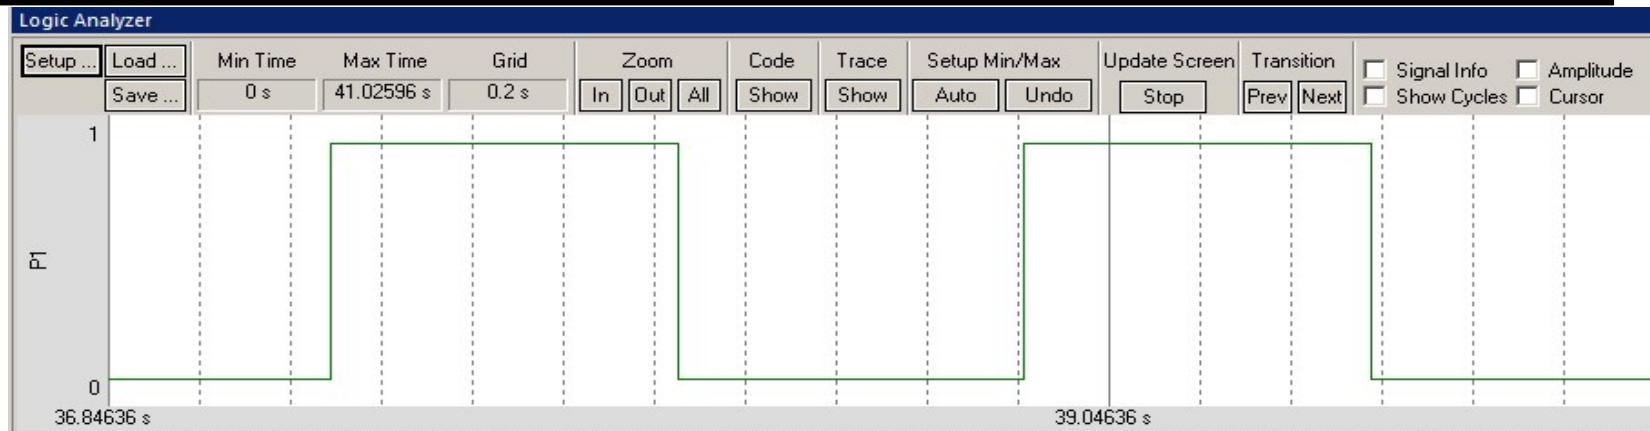 Logic Analyzer
Setup ... Load ... Min Time Max Time Grid Zoom Code Trace Setup Min/Max Update Screen Transition Signal Info Amplitude
Save ... 0 s 41.02596 s 0.2 s In Out All Show Show Auto Undo Stop Prev Next Show Cycles Cursor
1
P1
0
36.84636 s 39.04636 s